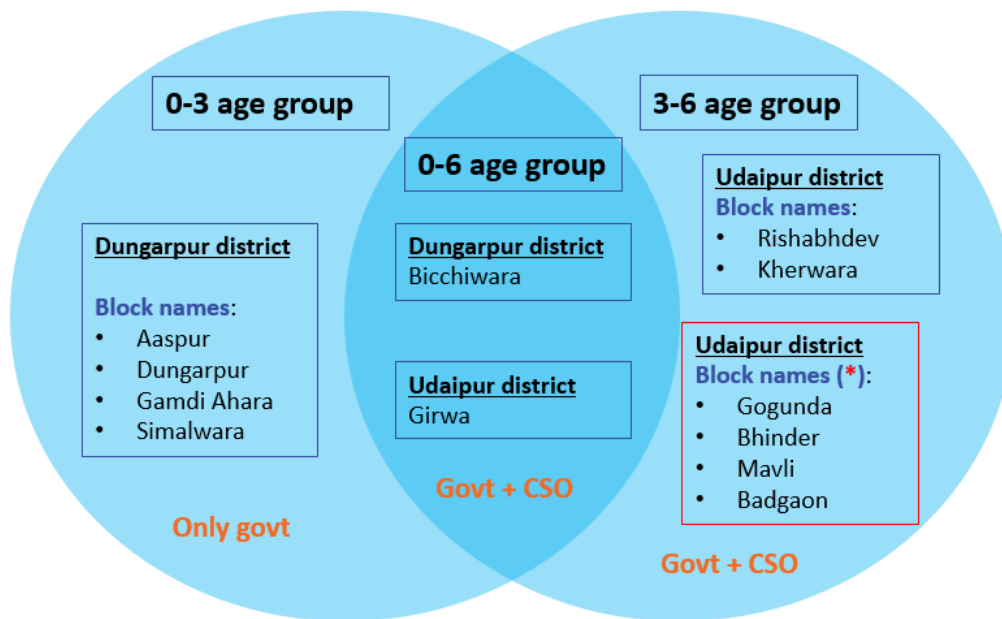 0-3 age group
Dungarpur district
Block names:
• Aaspur
• Dungarpur
• Gamdi Ahara
• Simalwara
Only govt
0-6 age group
Dungarpur district
Bicchiwara
Udaipur district
Girwa
Govt + CSO
3-6 age group
Udaipur district
Block names:
• Rishabhdev
• Kherwara
Udaipur district
Block names (*):
• Gogunda
• Bhinder
• Mavli
• Badgaon
Govt + CSO